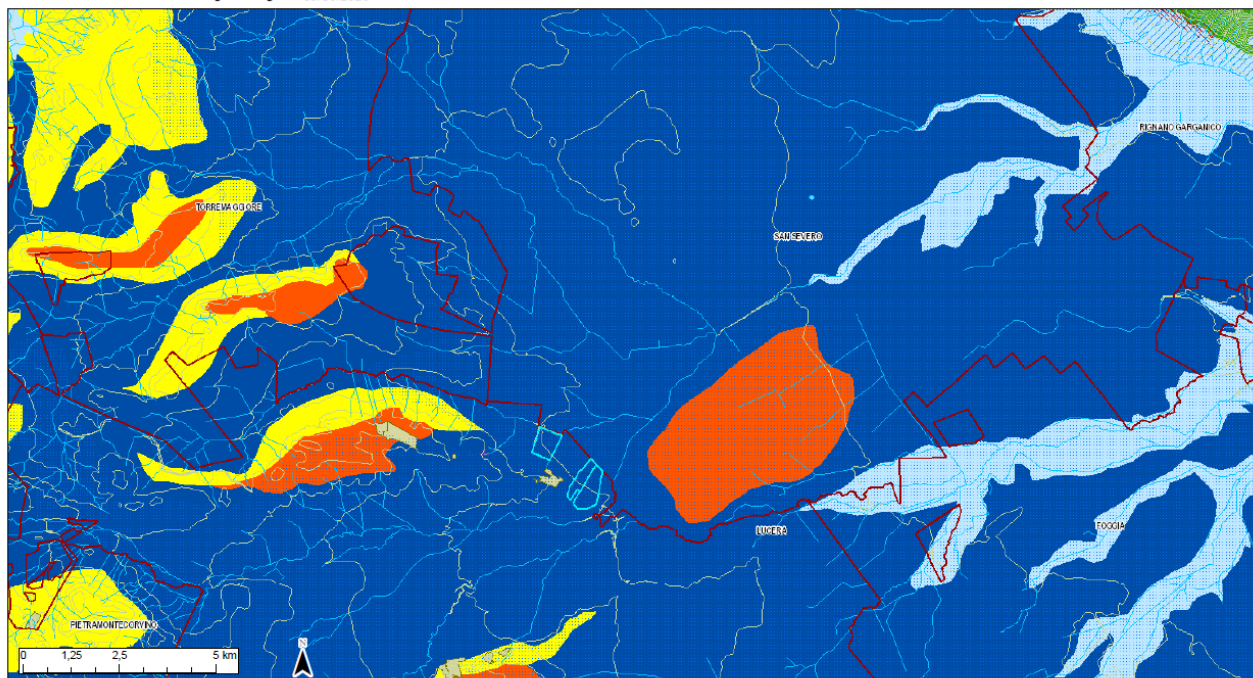 RIGNANO GARGANICO
TORREMAGGIORE
SAN SEVERO
LUCERA
FOGGIA
PIETRAMONTECORVINO
0 1,25 2,5 5 km
N